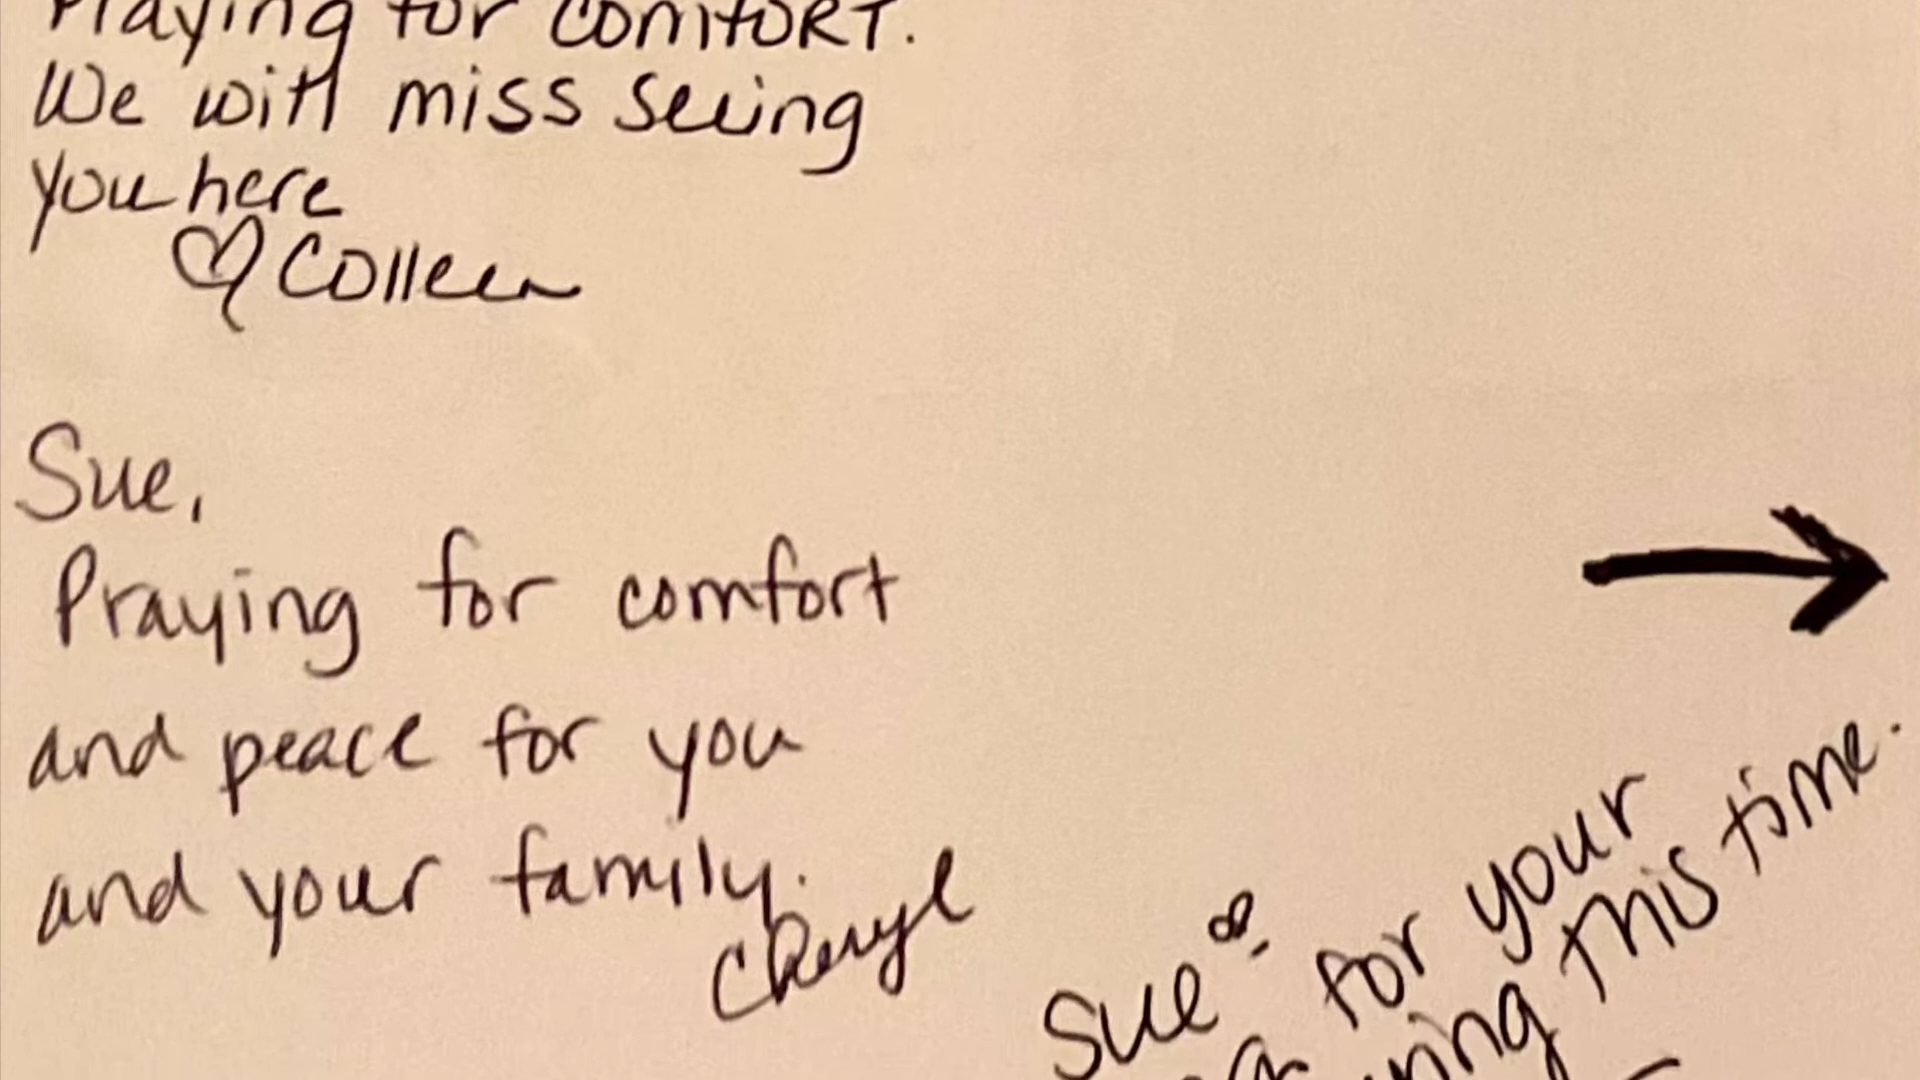 Praying for COMFORT.
We will miss seeing
you here
♡ Colleen
Sue,
Praying for comfort
and peace for you
and your family.
Cheryl
Sue
for your
this time.